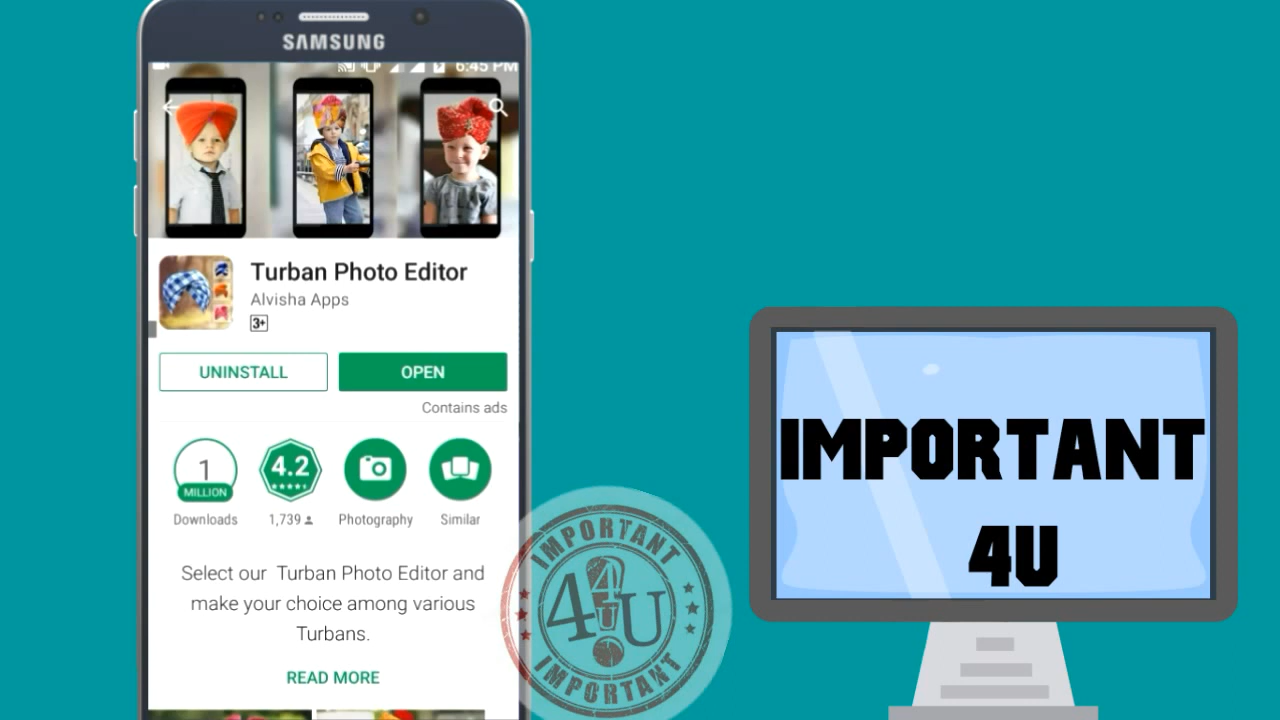 SAMSUNG
6:45 PM
Turban Photo Editor
Alvisha Apps
3+
UNINSTALL
OPEN
Contains ads
1
MILLION
Downloads
4.2
1,739
Photography
Similar
Select our Turban Photo Editor and
make your choice among various
Turbans.
READ MORE
IMPORTANT
4U
IMPORTANT
IMPORTANT
4U